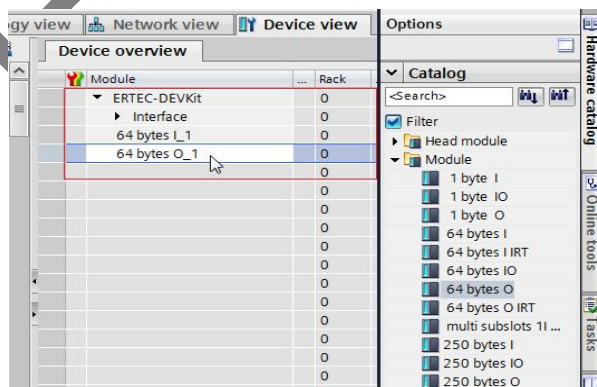 gy view Network view Device view
Options
Device overview
Module ... Rack
ERTEC-DEVKit 0
Interface 0
64 bytes I_1 0
64 bytes O_1 0
0
0
0
0
0
0
0
0
0
0
0
0
Catalog
<Search>
Filter
Head module
Module
1 byte I
1 byte IO
1 byte O
64 bytes I
64 bytes I IRT
64 bytes IO
64 bytes O
64 bytes O IRT
multi subslots 1I ...
250 bytes I
250 bytes IO
250 bytes O
Hardware catalog
Online tools
Tasks